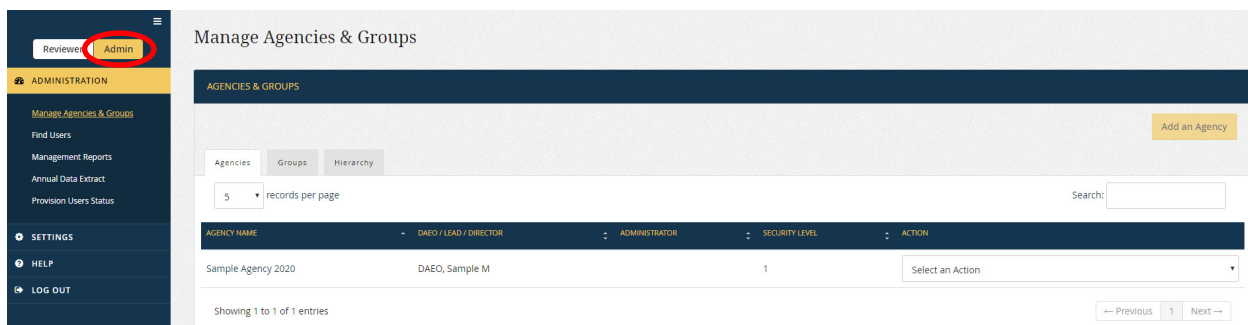 Reviewer Admin
ADMINISTRATION
Manage Agencies & Groups
Find Users
Management Reports
Annual Data Extract
Provision Users Status
SETTINGS
HELP
LOG OUT
Manage Agencies & Groups
AGENCIES & GROUPS
Add an Agency
Agencies Groups Hierarchy
5 records per page Search:
AGENCY NAME DAEO / LEAD / DIRECTOR ADMINISTRATOR SECURITY LEVEL ACTION
Sample Agency 2020 DAEO, Sample M 1 Select an Action
Showing 1 to 1 of 1 entries ← Previous 1 Next →